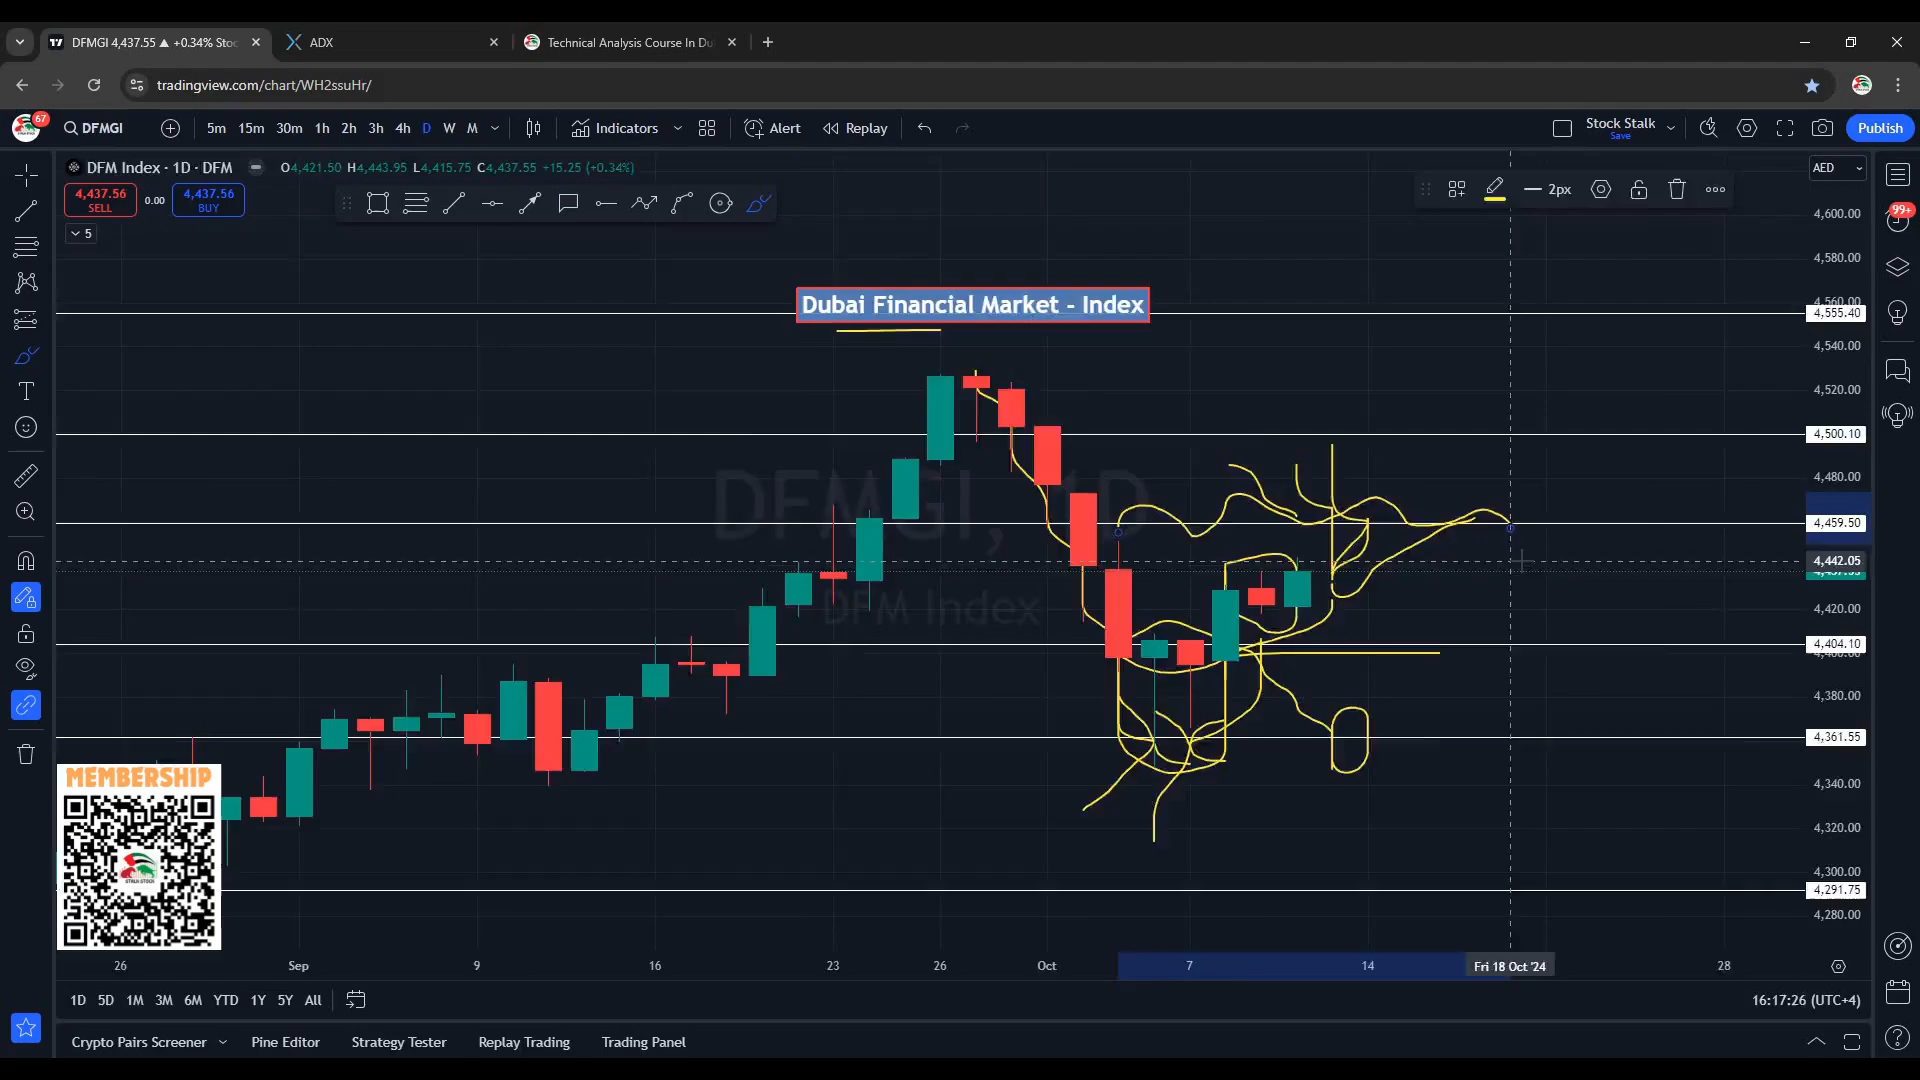 DFMGI 4,437.55 ▲ +0.34% Stoc
ADX
Technical Analysis Course In Du
tradingview.com/chart/WH2ssuHr/
67
DFMGI
5m 15m 30m 1h 2h 3h 4h D W M
Indicators
Alert
Replay
Stock Stalk
Save
Publish
DFM Index · 1D · DFM
O4,421.50 H4,443.95 L4,415.75 C4,437.55 +15.25 (+0.34%)
AED
4,437.56
SELL
0.00
4,437.56
BUY
2px
99+
5
4,600.00
4,580.00
4,560.00
4,555.40
Dubai Financial Market - Index
4,540.00
4,520.00
4,500.10
4,480.00
DFMGI, 1D
DFM Index
4,459.50
4,442.05
4,420.00
4,404.10
4,400.00
4,380.00
4,361.55
4,340.00
4,320.00
4,300.00
4,291.75
4,280.00
MEMBERSHIP
STALK STOCK
26 Sep 9 16 23 26 Oct 7 14 Fri 18 Oct '24 28
1D 5D 1M 3M 6M YTD 1Y 5Y All
16:17:26 (UTC+4)
Crypto Pairs Screener
Pine Editor
Strategy Tester
Replay Trading
Trading Panel